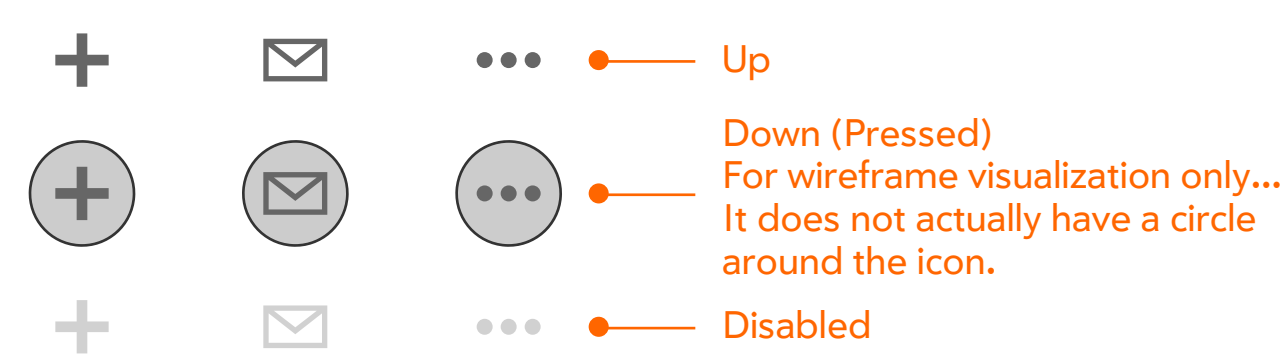 Up
Down (Pressed)
For wireframe visualization only...
It does not actually have a circle
around the icon.
Disabled